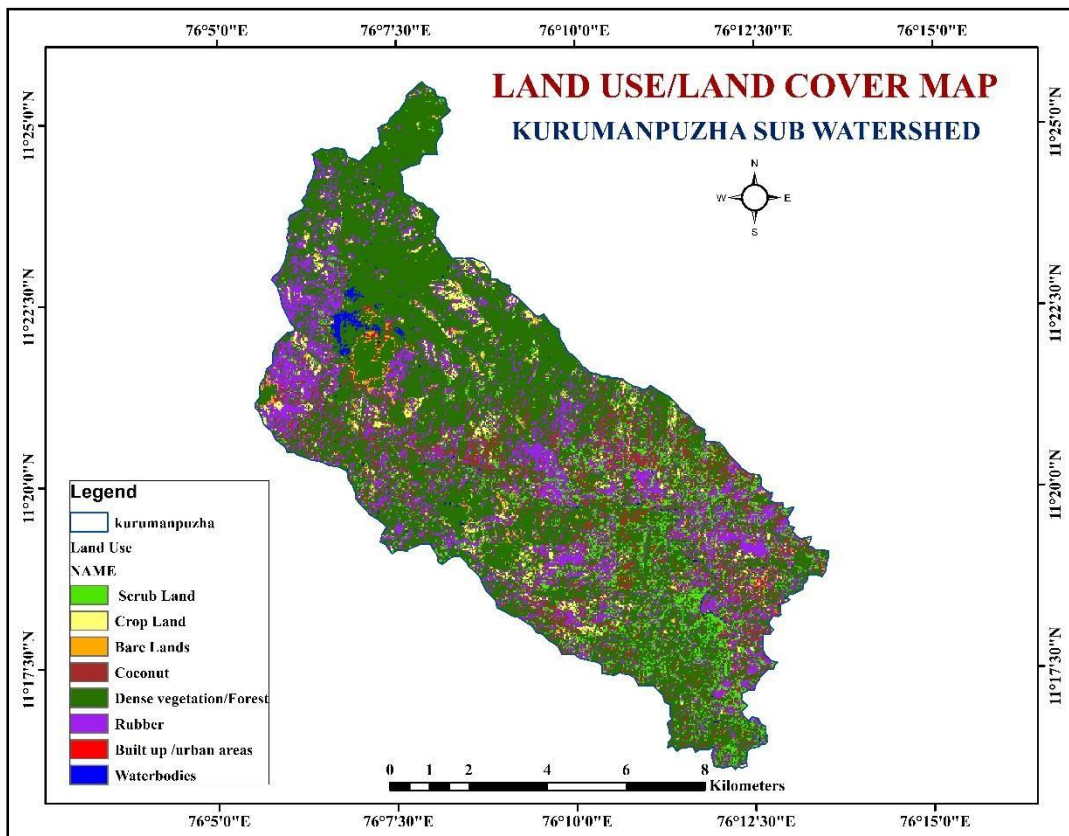 76°5'0"E 76°7'30"E 76°10'0"E 76°12'30"E 76°15'0"E
LAND USE/LAND COVER MAP
KURUMANPUZHA SUB WATERSHED
N
W E
S
11°25'0"N 11°25'0"N
11°22'30"N 11°22'30"N
11°20'0"N 11°20'0"N
11°17'30"N 11°17'30"N
Legend
kurumanpuzha
Land Use
NAME
Scrub Land
Crop Land
Bare Lands
Coconut
Dense vegetation/Forest
Rubber
Built up /urban areas
Waterbodies
0 1 2 4 6 8
Kilometers
76°5'0"E 76°7'30"E 76°10'0"E 76°12'30"E 76°15'0"E